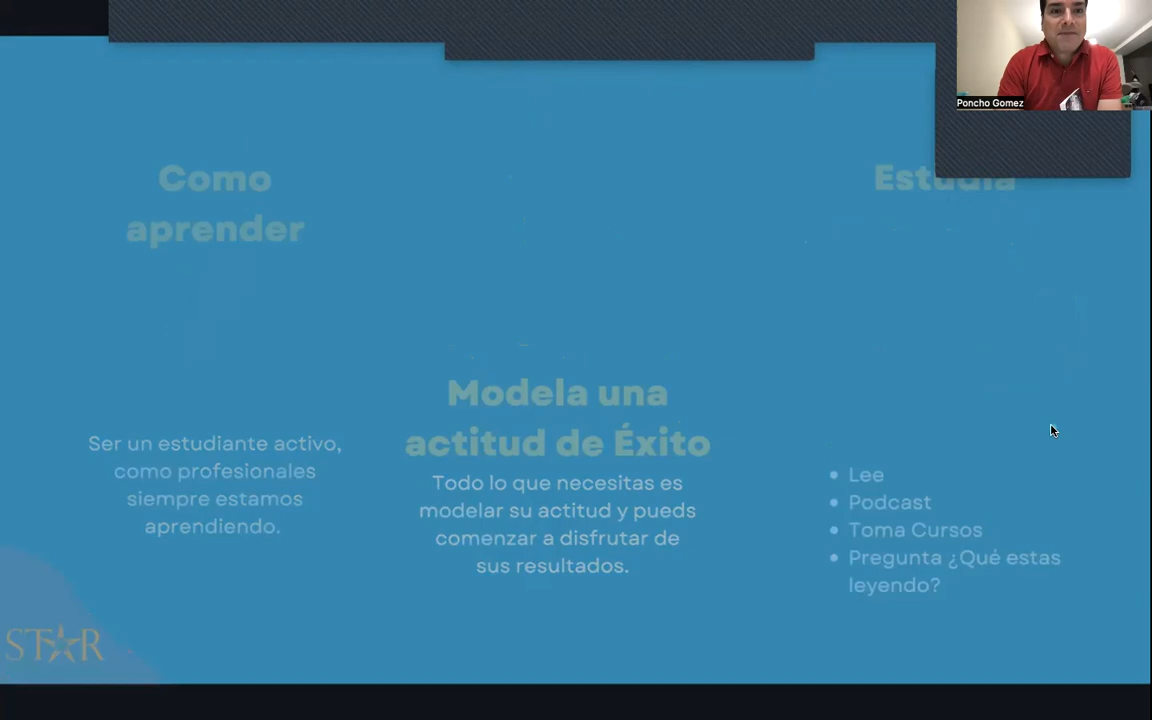 Poncho Gomez
Como
aprender
Ser un estudiante activo,
como profesionales
siempre estamos
aprendiendo.
Modela una
actitud de Éxito
Todo lo que necesitas es
modelar su actitud y pueds
comenzar a disfrutar de
sus resultados.
Estudia
Lee
Podcast
Toma Cursos
Pregunta ¿Qué estas
leyendo?
STAR